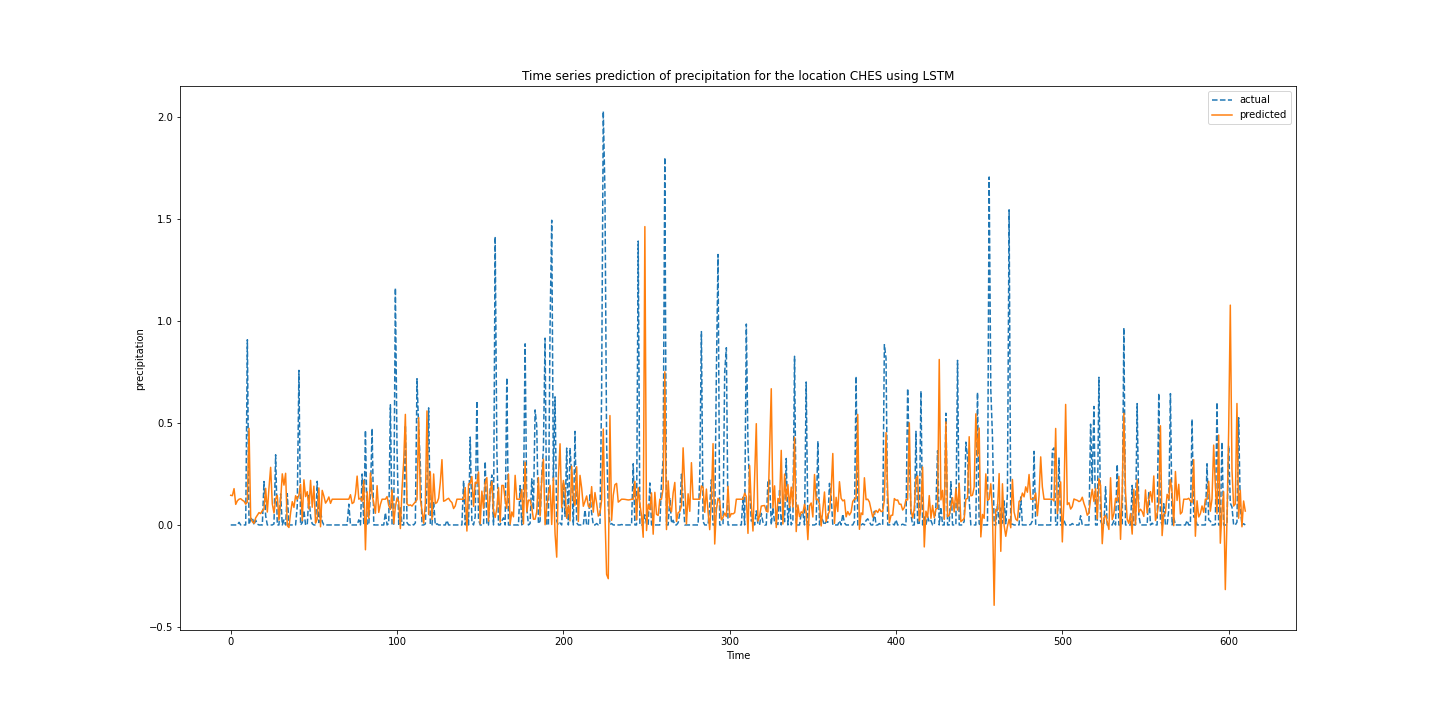 Time series prediction of precipitation for the location CHES using LSTM
actual
predicted
2.0
1.5
1.0
0.5
0.0
−0.5
precipitation
0 100 200 300 400 500 600
Time